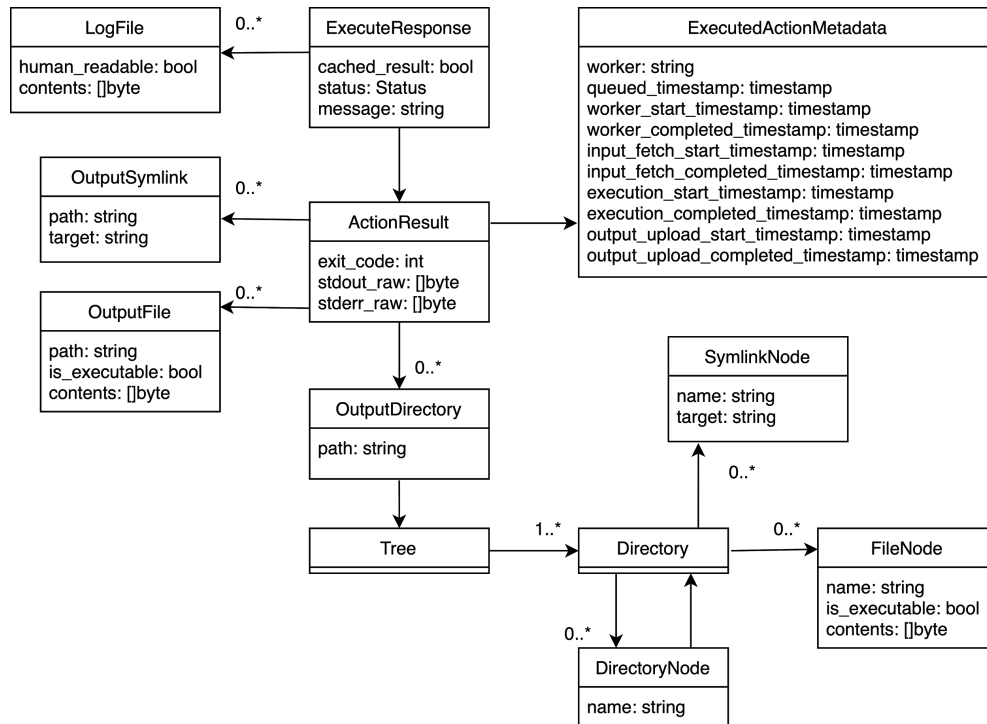 LogFile
human_readable: bool
contents: []byte
0..*
ExecuteResponse
cached_result: bool
status: Status
message: string
ExecutedActionMetadata
worker: string
queued_timestamp: timestamp
worker_start_timestamp: timestamp
worker_completed_timestamp: timestamp
input_fetch_start_timestamp: timestamp
input_fetch_completed_timestamp: timestamp
execution_start_timestamp: timestamp
execution_completed_timestamp: timestamp
output_upload_start_timestamp: timestamp
output_upload_completed_timestamp: timestamp
OutputSymlink
path: string
target: string
0..*
ActionResult
exit_code: int
stdout_raw: []byte
stderr_raw: []byte
0..*
OutputFile
path: string
is_executable: bool
contents: []byte
0..*
OutputDirectory
path: string
SymlinkNode
name: string
target: string
0..*
Tree
1..*
Directory
0..*
FileNode
name: string
is_executable: bool
contents: []byte
0..*
DirectoryNode
name: string